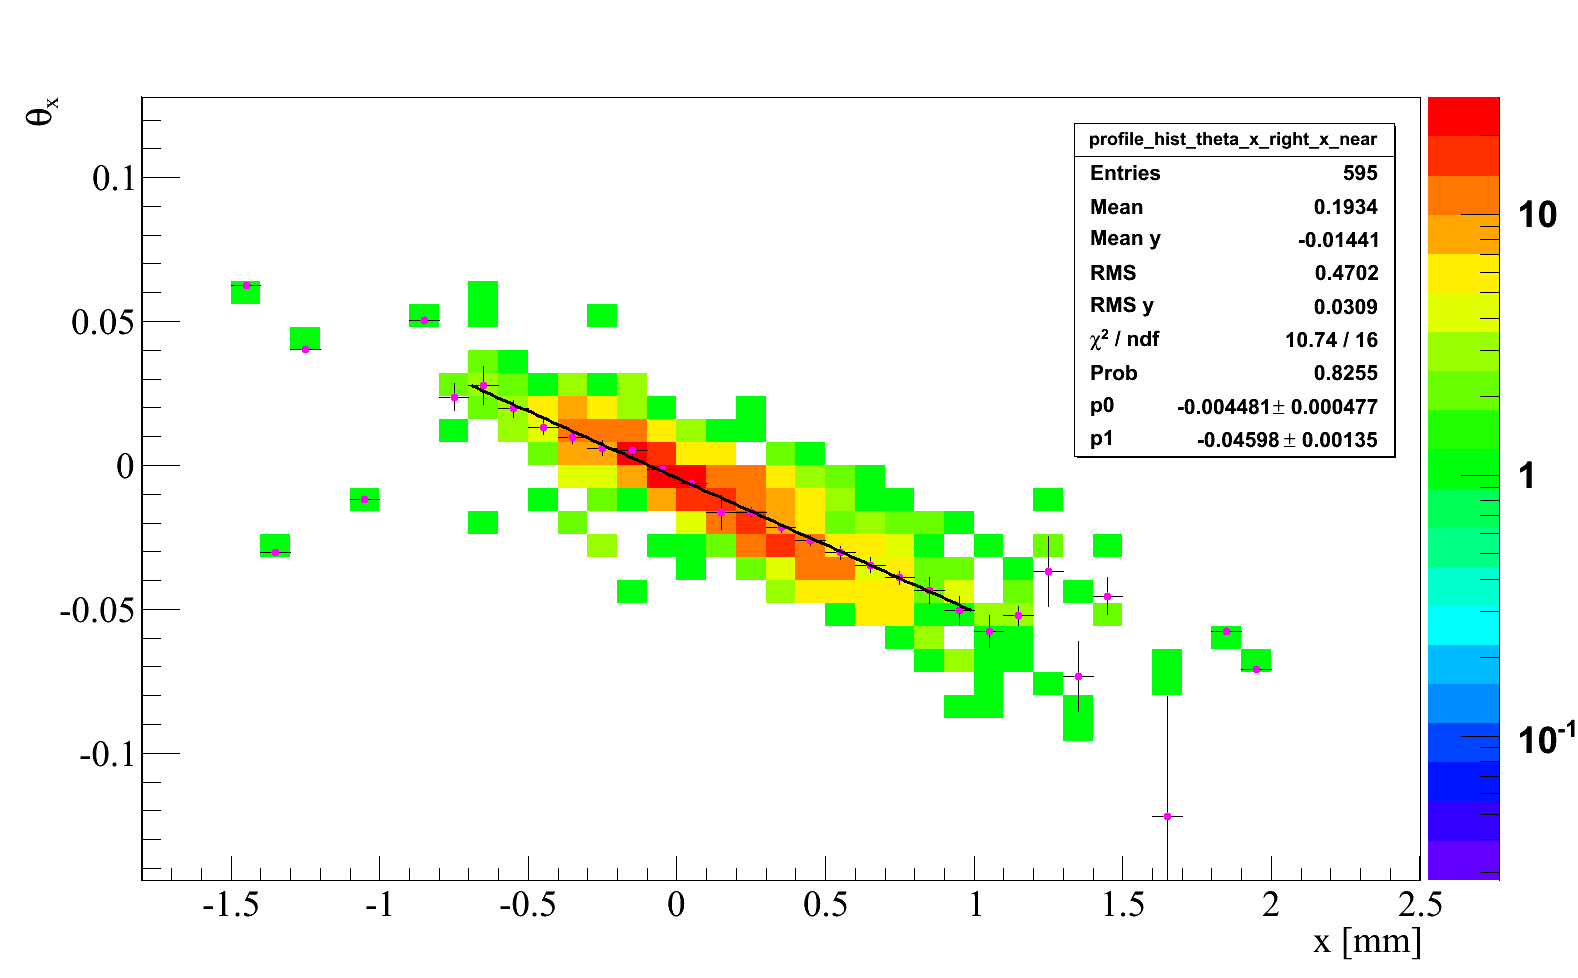 θx
profile_hist_theta_x_right_x_near
Entries 595
Mean 0.1934
Mean y -0.01441
RMS 0.4702
RMS y 0.0309
χ² / ndf 10.74 / 16
Prob 0.8255
p0 -0.004481± 0.000477
p1 -0.04598± 0.00135
0.1
0.05
0
-0.05
-0.1
-1.5 -1 -0.5 0 0.5 1 1.5 2 2.5
x [mm]
10
1
10⁻¹